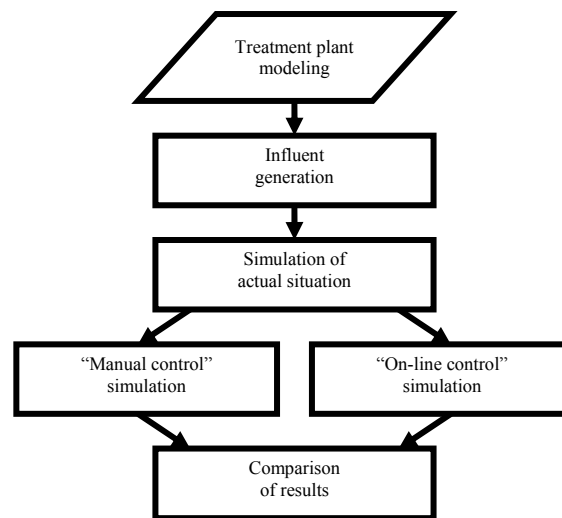 Treatment plant
modeling
Influent
generation
Simulation of
actual situation
“Manual control”
simulation
“On-line control”
simulation
Comparison
of results